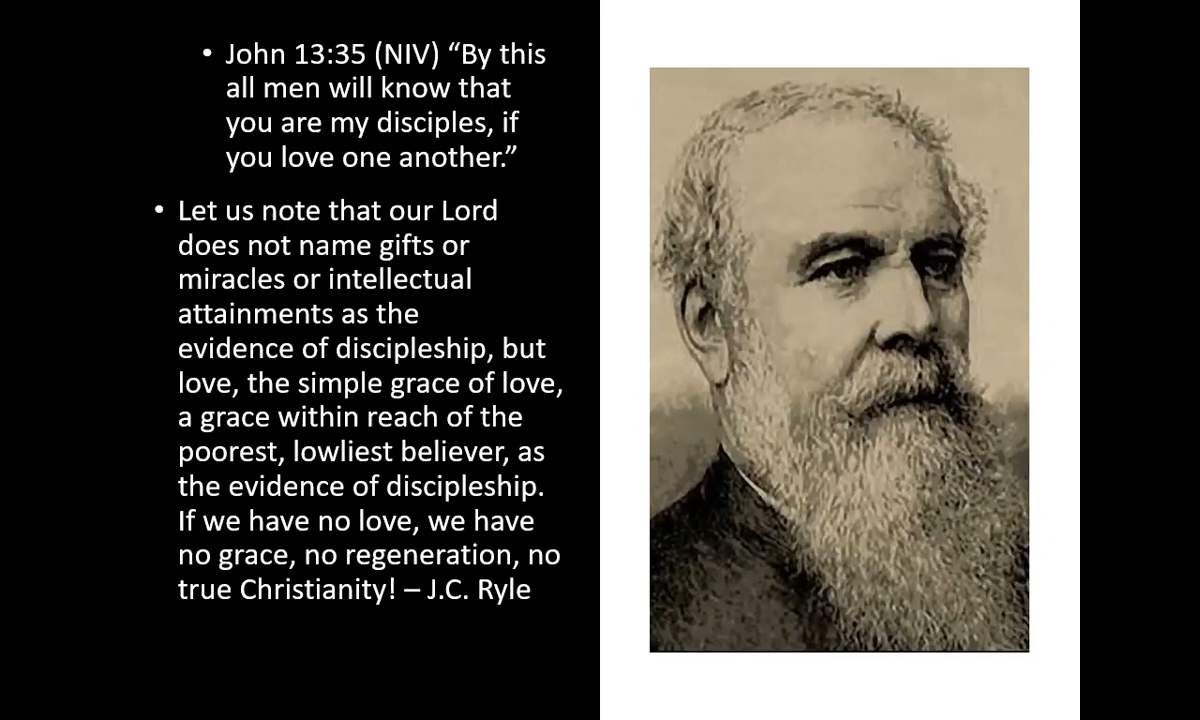 • John 13:35 (NIV) “By this
all men will know that
you are my disciples, if
you love one another.”
• Let us note that our Lord
does not name gifts or
miracles or intellectual
attainments as the
evidence of discipleship, but
love, the simple grace of love,
a grace within reach of the
poorest, lowliest believer, as
the evidence of discipleship.
If we have no love, we have
no grace, no regeneration, no
true Christianity! – J.C. Ryle